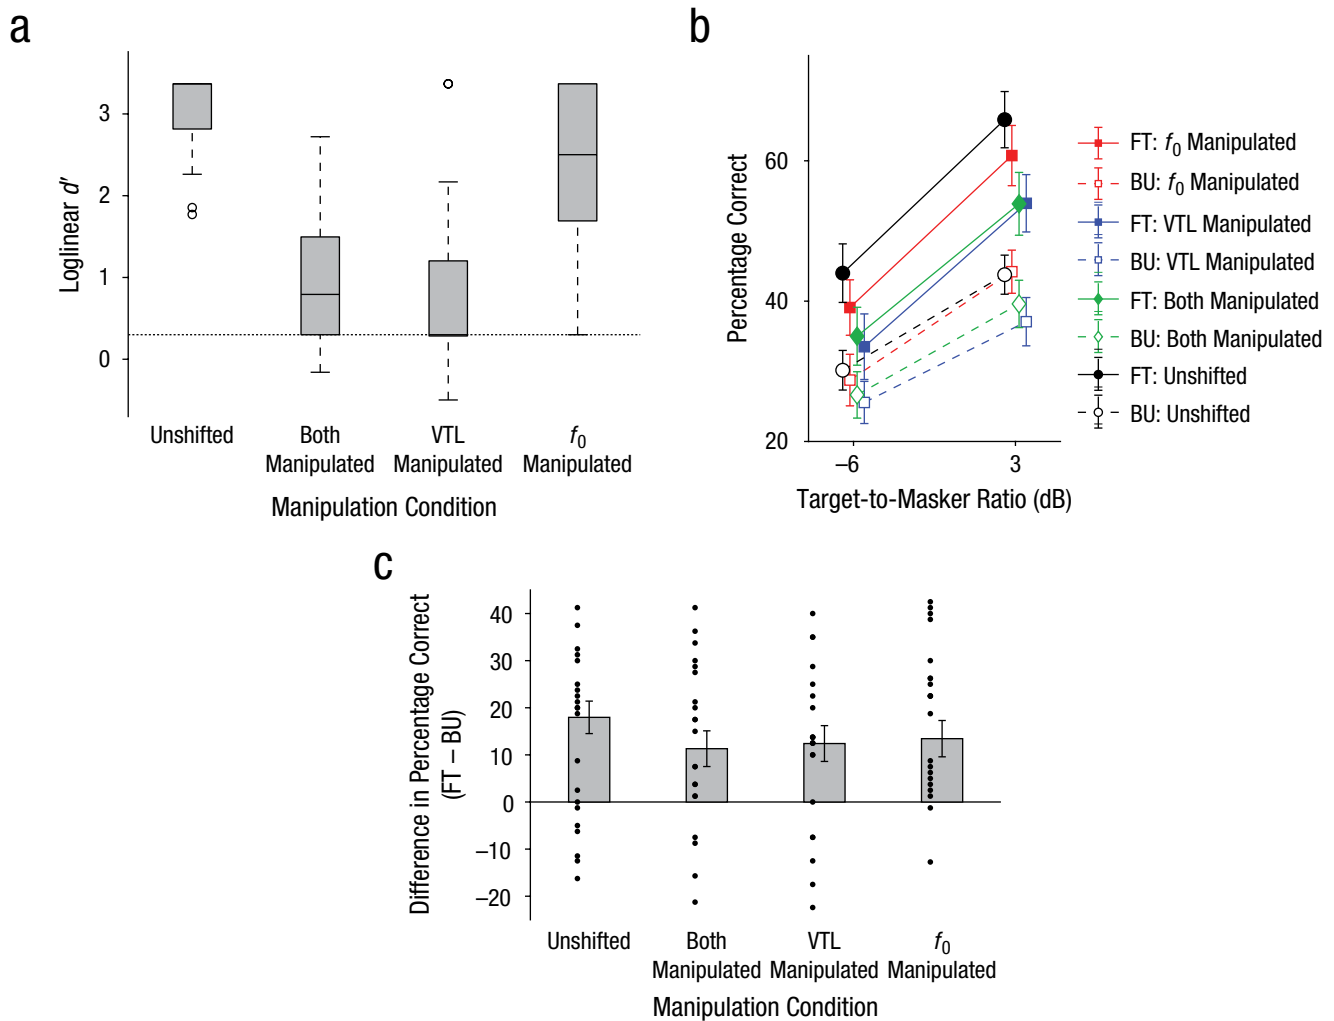 a
Loglinear d′
3
2
1
0
Unshifted
Both
Manipulated
VTL
Manipulated
f0
Manipulated
Manipulation Condition
b
Percentage Correct
60
40
20
–6
3
Target-to-Masker Ratio (dB)
FT: f0 Manipulated
BU: f0 Manipulated
FT: VTL Manipulated
BU: VTL Manipulated
FT: Both Manipulated
BU: Both Manipulated
FT: Unshifted
BU: Unshifted
c
Difference in Percentage Correct
(FT – BU)
40
30
20
10
0
–10
–20
Unshifted
Both
Manipulated
VTL
Manipulated
f0
Manipulated
Manipulation Condition